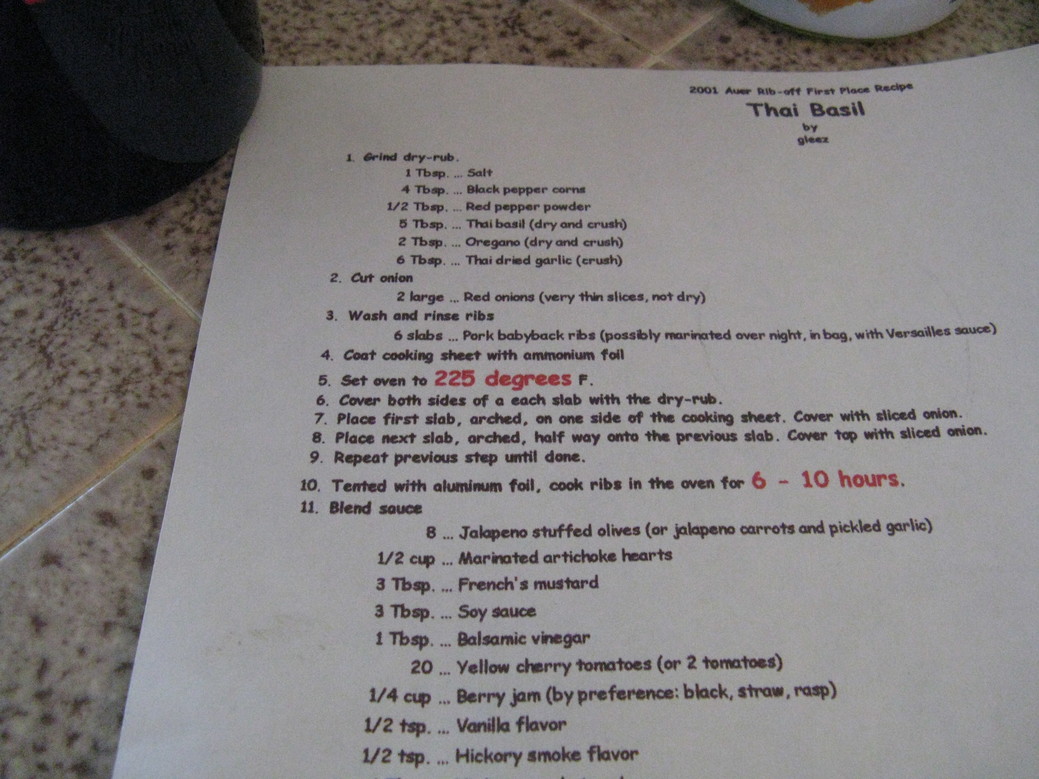 2001 Auer Rib-off First Place Recipe
Thai Basil
by
gleez
1. Grind dry-rub.
1 Tbsp. ... Salt
4 Tbsp. ... Black pepper corns
1/2 Tbsp. ... Red pepper powder
5 Tbsp. ... Thai basil (dry and crush)
2 Tbsp. ... Oregano (dry and crush)
6 Tbsp. ... Thai dried garlic (crush)
2. Cut onion
2 large ... Red onions (very thin slices, not dry)
3. Wash and rinse ribs
6 slabs ... Pork babyback ribs (possibly marinated over night, in bag, with Versailles sauce)
4. Coat cooking sheet with ammonium foil
5. Set oven to 225 degrees F.
6. Cover both sides of a each slab with the dry-rub.
7. Place first slab, arched, on one side of the cooking sheet. Cover with sliced onion.
8. Place next slab, arched, half way onto the previous slab. Cover top with sliced onion.
9. Repeat previous step until done.
10. Tented with aluminum foil, cook ribs in the oven for 6 - 10 hours.
11. Blend sauce
8 ... Jalapeno stuffed olives (or jalapeno carrots and pickled garlic)
1/2 cup ... Marinated artichoke hearts
3 Tbsp. ... French's mustard
3 Tbsp. ... Soy sauce
1 Tbsp. ... Balsamic vinegar
20 ... Yellow cherry tomatoes (or 2 tomatoes)
1/4 cup ... Berry jam (by preference: black, straw, rasp)
1/2 tsp. ... Vanilla flavor
1/2 tsp. ... Hickory smoke flavor